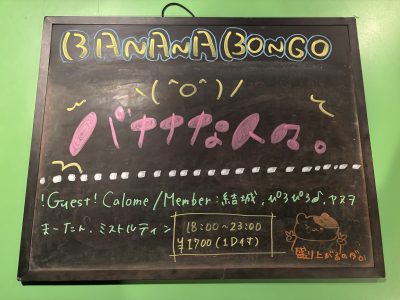 BANANA BONGO
ヽ(^o^)/
バナナな人々。
!Guest! Calome/Member:結城,ぴろぴろ♂,ヤスヲ
まーたん.ミストルティン
18:00~23:00
¥1700(1D付)
盛り上がるのダ!